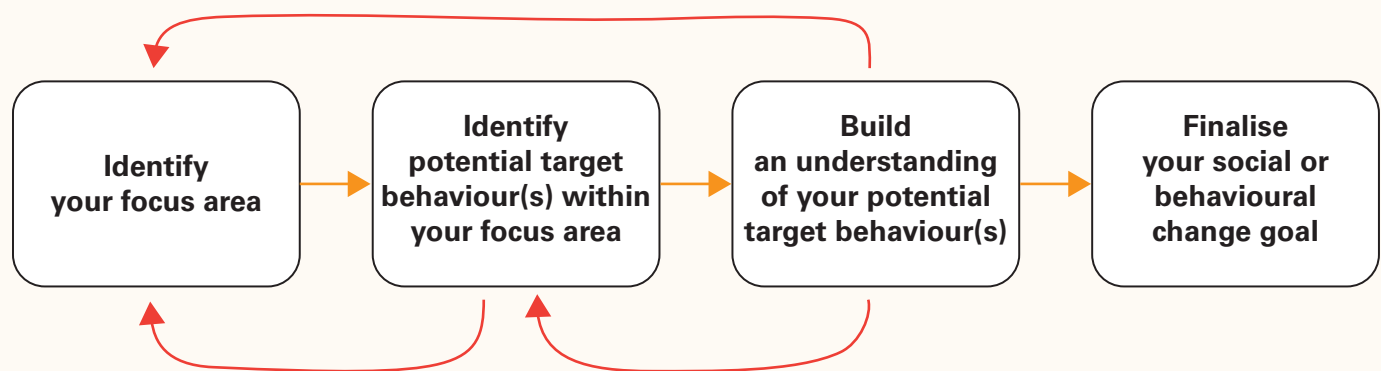 Identify
your focus area
Identify
potential target
behaviour(s) within
your focus area
Build
an understanding
of your potential
target behaviour(s)
Finalise
your social or
behavioural
change goal